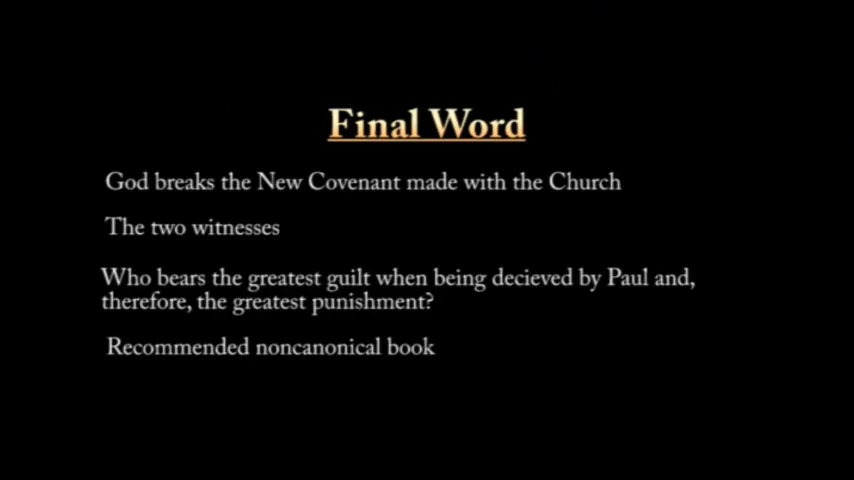 Final Word
God breaks the New Covenant made with the Church
The two witnesses
Who bears the greatest guilt when being decieved by Paul and,
therefore, the greatest punishment?
Recommended noncanonical book